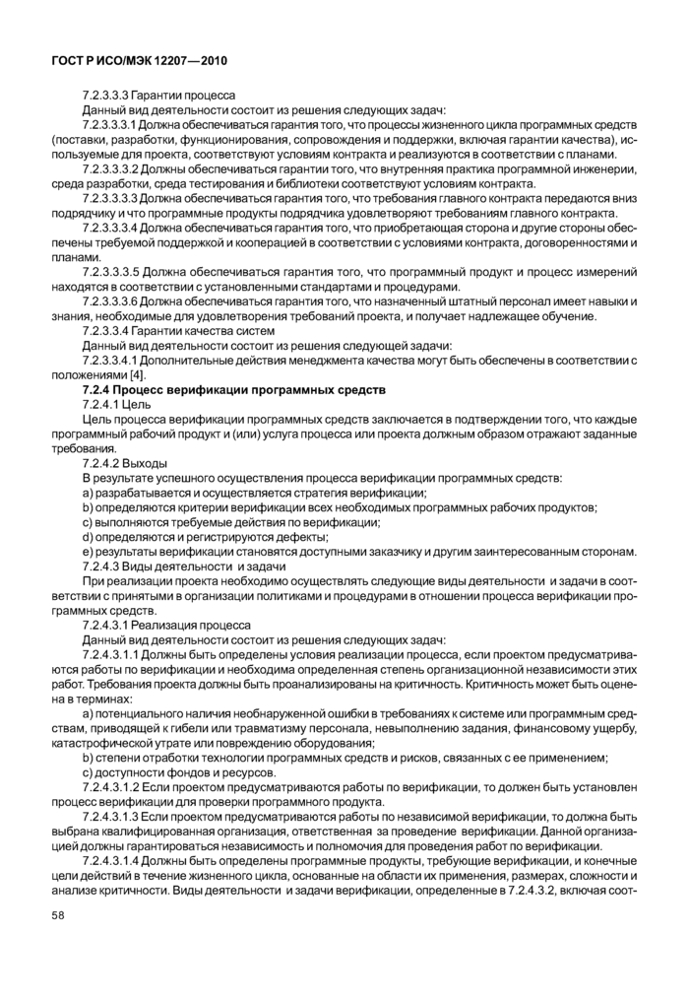 ГОСТ Р ИСО/МЭК 12207—2010
7.2.3.3.3 Гарантии процесса
Данный вид деятельности состоит из решения следующих задач:
7.2.3.3.3.1 Должна обеспечиваться гарантия того, что процессы жизненного цикла программных средств
(поставки, разработки, функционирования, сопровождения и поддержки, включая гарантии качества), ис-
пользуемые для проекта, соответствуют условиям контракта и реализуются в соответствии с планами.
7.2.3.3.3.2 Должны обеспечиваться гарантии того, что внутренняя практика программной инженерии,
среда разработки, среда тестирования и библиотеки соответствуют условиям контракта.
7.2.3.3.3.3 Должна обеспечиваться гарантия того, что требования главного контракта передаются вниз
подрядчику и что программные продукты подрядчика удовлетворяют требованиям главного контракта.
7.2.3.3.3.4 Должна обеспечиваться гарантия того, что приобретающая сторона и другие стороны обес-
печены требуемой поддержкой и кооперацией в соответствии с условиями контракта, договоренностями и
планами.
7.2.3.3.3.5 Должна обеспечиваться гарантия того, что программный продукт и процесс измерений
находятся в соответствии с установленными стандартами и процедурами.
7.2.3.3.3.6 Должна обеспечиваться гарантия того, что назначенный штатный персонал имеет навыки и
знания, необходимые для удовлетворения требований проекта, и получает надлежащее обучение.
7.2.3.3.4 Гарантии качества систем
Данный вид деятельности состоит из решения следующей задачи:
7.2.3.3.4.1 Дополнительные действия менеджмента качества могут быть обеспечены в соответствии с
положениями [4].
7.2.4 Процесс верификации программных средств
7.2.4.1 Цель
Цель процесса верификации программных средств заключается в подтверждении того, что каждые
программный рабочий продукт и (или) услуга процесса или проекта должным образом отражают заданные
требования.
7.2.4.2 Выходы
В результате успешного осуществления процесса верификации программных средств:
a) разрабатывается и осуществляется стратегия верификации;
b) определяются критерии верификации всех необходимых программных рабочих продуктов;
c) выполняются требуемые действия по верификации;
d) определяются и регистрируются дефекты;
e) результаты верификации становятся доступными заказчику и другим заинтересованным сторонам.
7.2.4.3 Виды деятельности и задачи
При реализации проекта необходимо осуществлять следующие виды деятельности и задачи в соот-
ветствии с принятыми в организации политиками и процедурами в отношении процесса верификации про-
граммных средств.
7.2.4.3.1 Реализация процесса
Данный вид деятельности состоит из решения следующих задач:
7.2.4.3.1.1 Должны быть определены условия реализации процесса, если проектом предусматрива-
ются работы по верификации и необходима определенная степень организационной независимости этих
работ. Требования проекта должны быть проанализированы на критичность. Критичность может быть оцене-
на в терминах:
a) потенциального наличия необнаруженной ошибки в требованиях к системе или программным сред-
ствам, приводящей к гибели или травматизму персонала, невыполнению задания, финансовому ущербу,
катастрофической утрате или повреждению оборудования;
b) степени отработки технологии программных средств и рисков, связанных с ее применением;
c) доступности фондов и ресурсов.
7.2.4.3.1.2 Если проектом предусматриваются работы по верификации, то должен быть установлен
процесс верификации для проверки программного продукта.
7.2.4.3.1.3 Если проектом предусматриваются работы по независимой верификации, то должна быть
выбрана квалифицированная организация, ответственная за проведение верификации. Данной организа-
цией должны гарантироваться независимость и полномочия для проведения работ по верификации.
7.2.4.3.1.4 Должны быть определены программные продукты, требующие верификации, и конечные
цели действий в течение жизненного цикла, основанные на области их применения, размерах, сложности и
анализе критичности. Виды деятельности и задачи верификации, определенные в 7.2.4.3.2, включая соот-
58